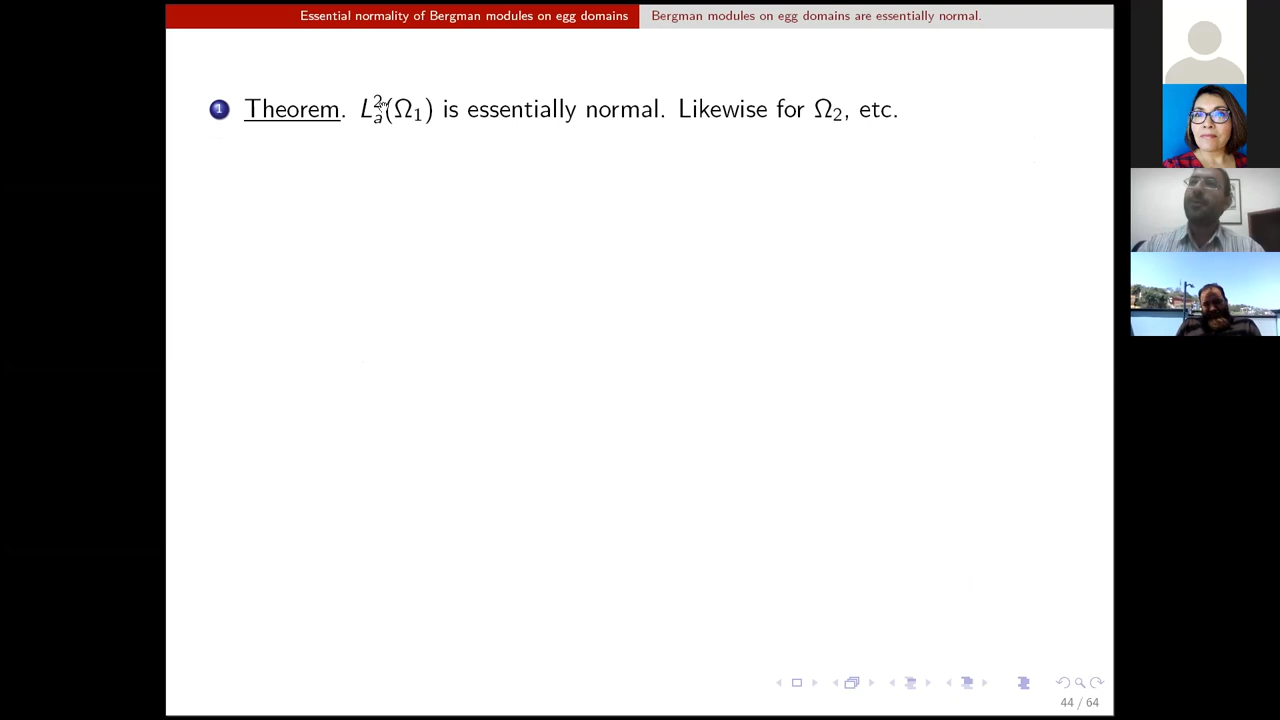 Essential normality of Bergman modules on egg domains
Bergman modules on egg domains are essentially normal.
1 Theorem. L²ₐ(Ω₁) is essentially normal. Likewise for Ω₂, etc.
44 / 64